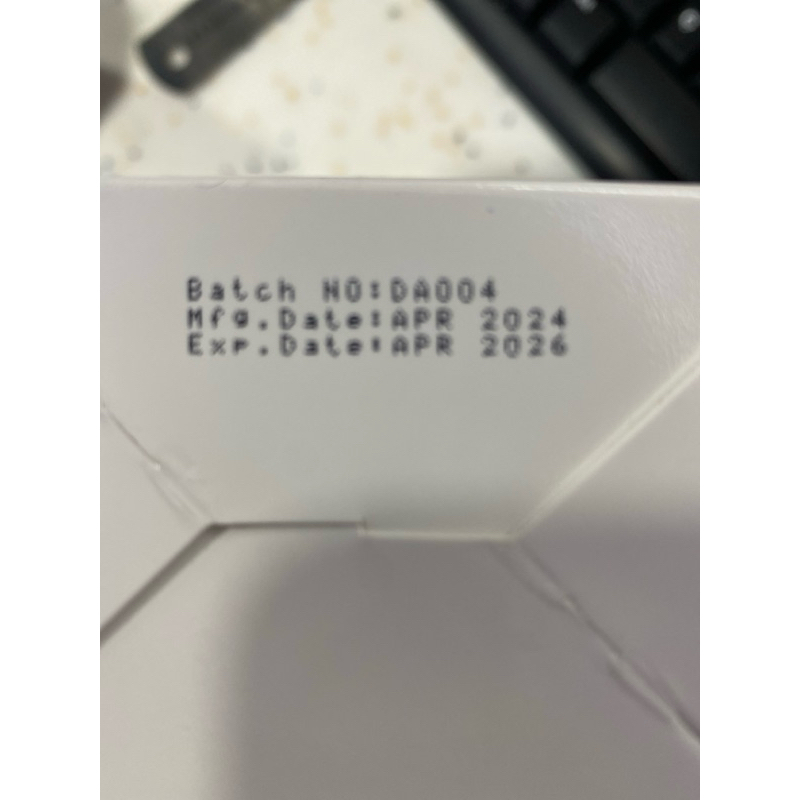 Batch NO:DA004
Mfg.Date:APR 2024
Exp.Date:APR 2026